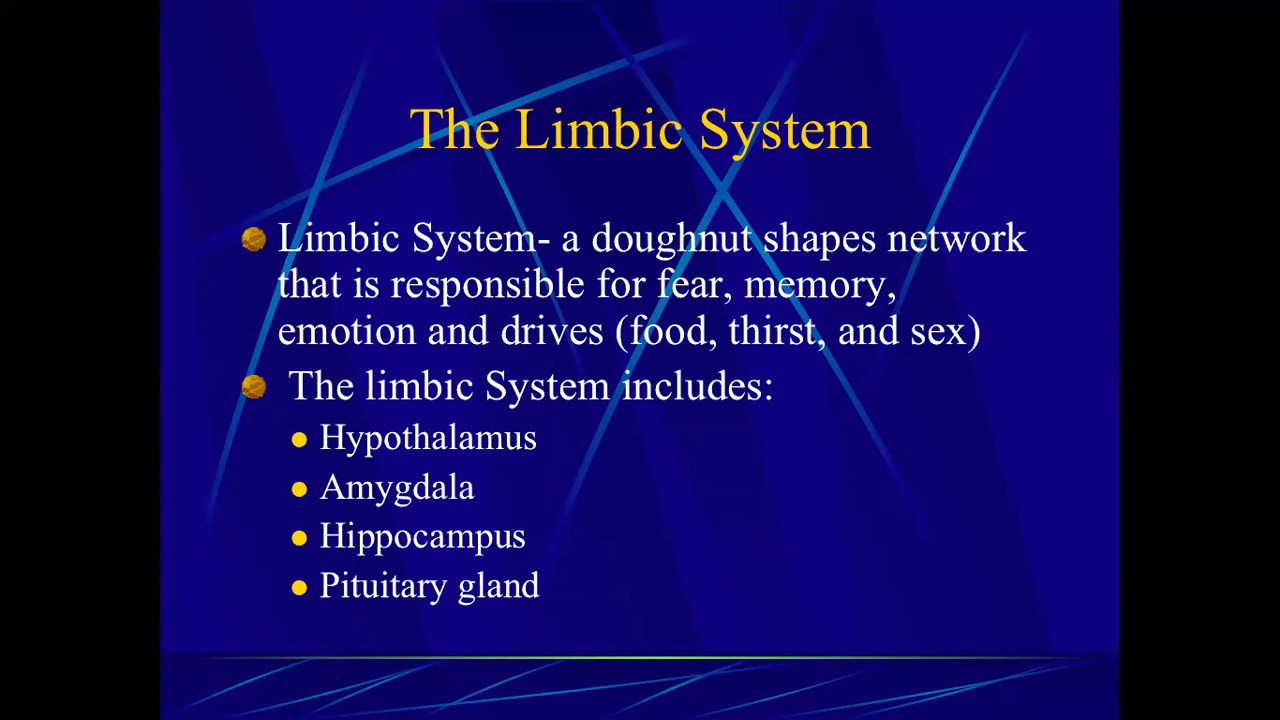 The Limbic System
Limbic System- a doughnut shapes network
that is responsible for fear, memory,
emotion and drives (food, thirst, and sex)
The limbic System includes:
Hypothalamus
Amygdala
Hippocampus
Pituitary gland